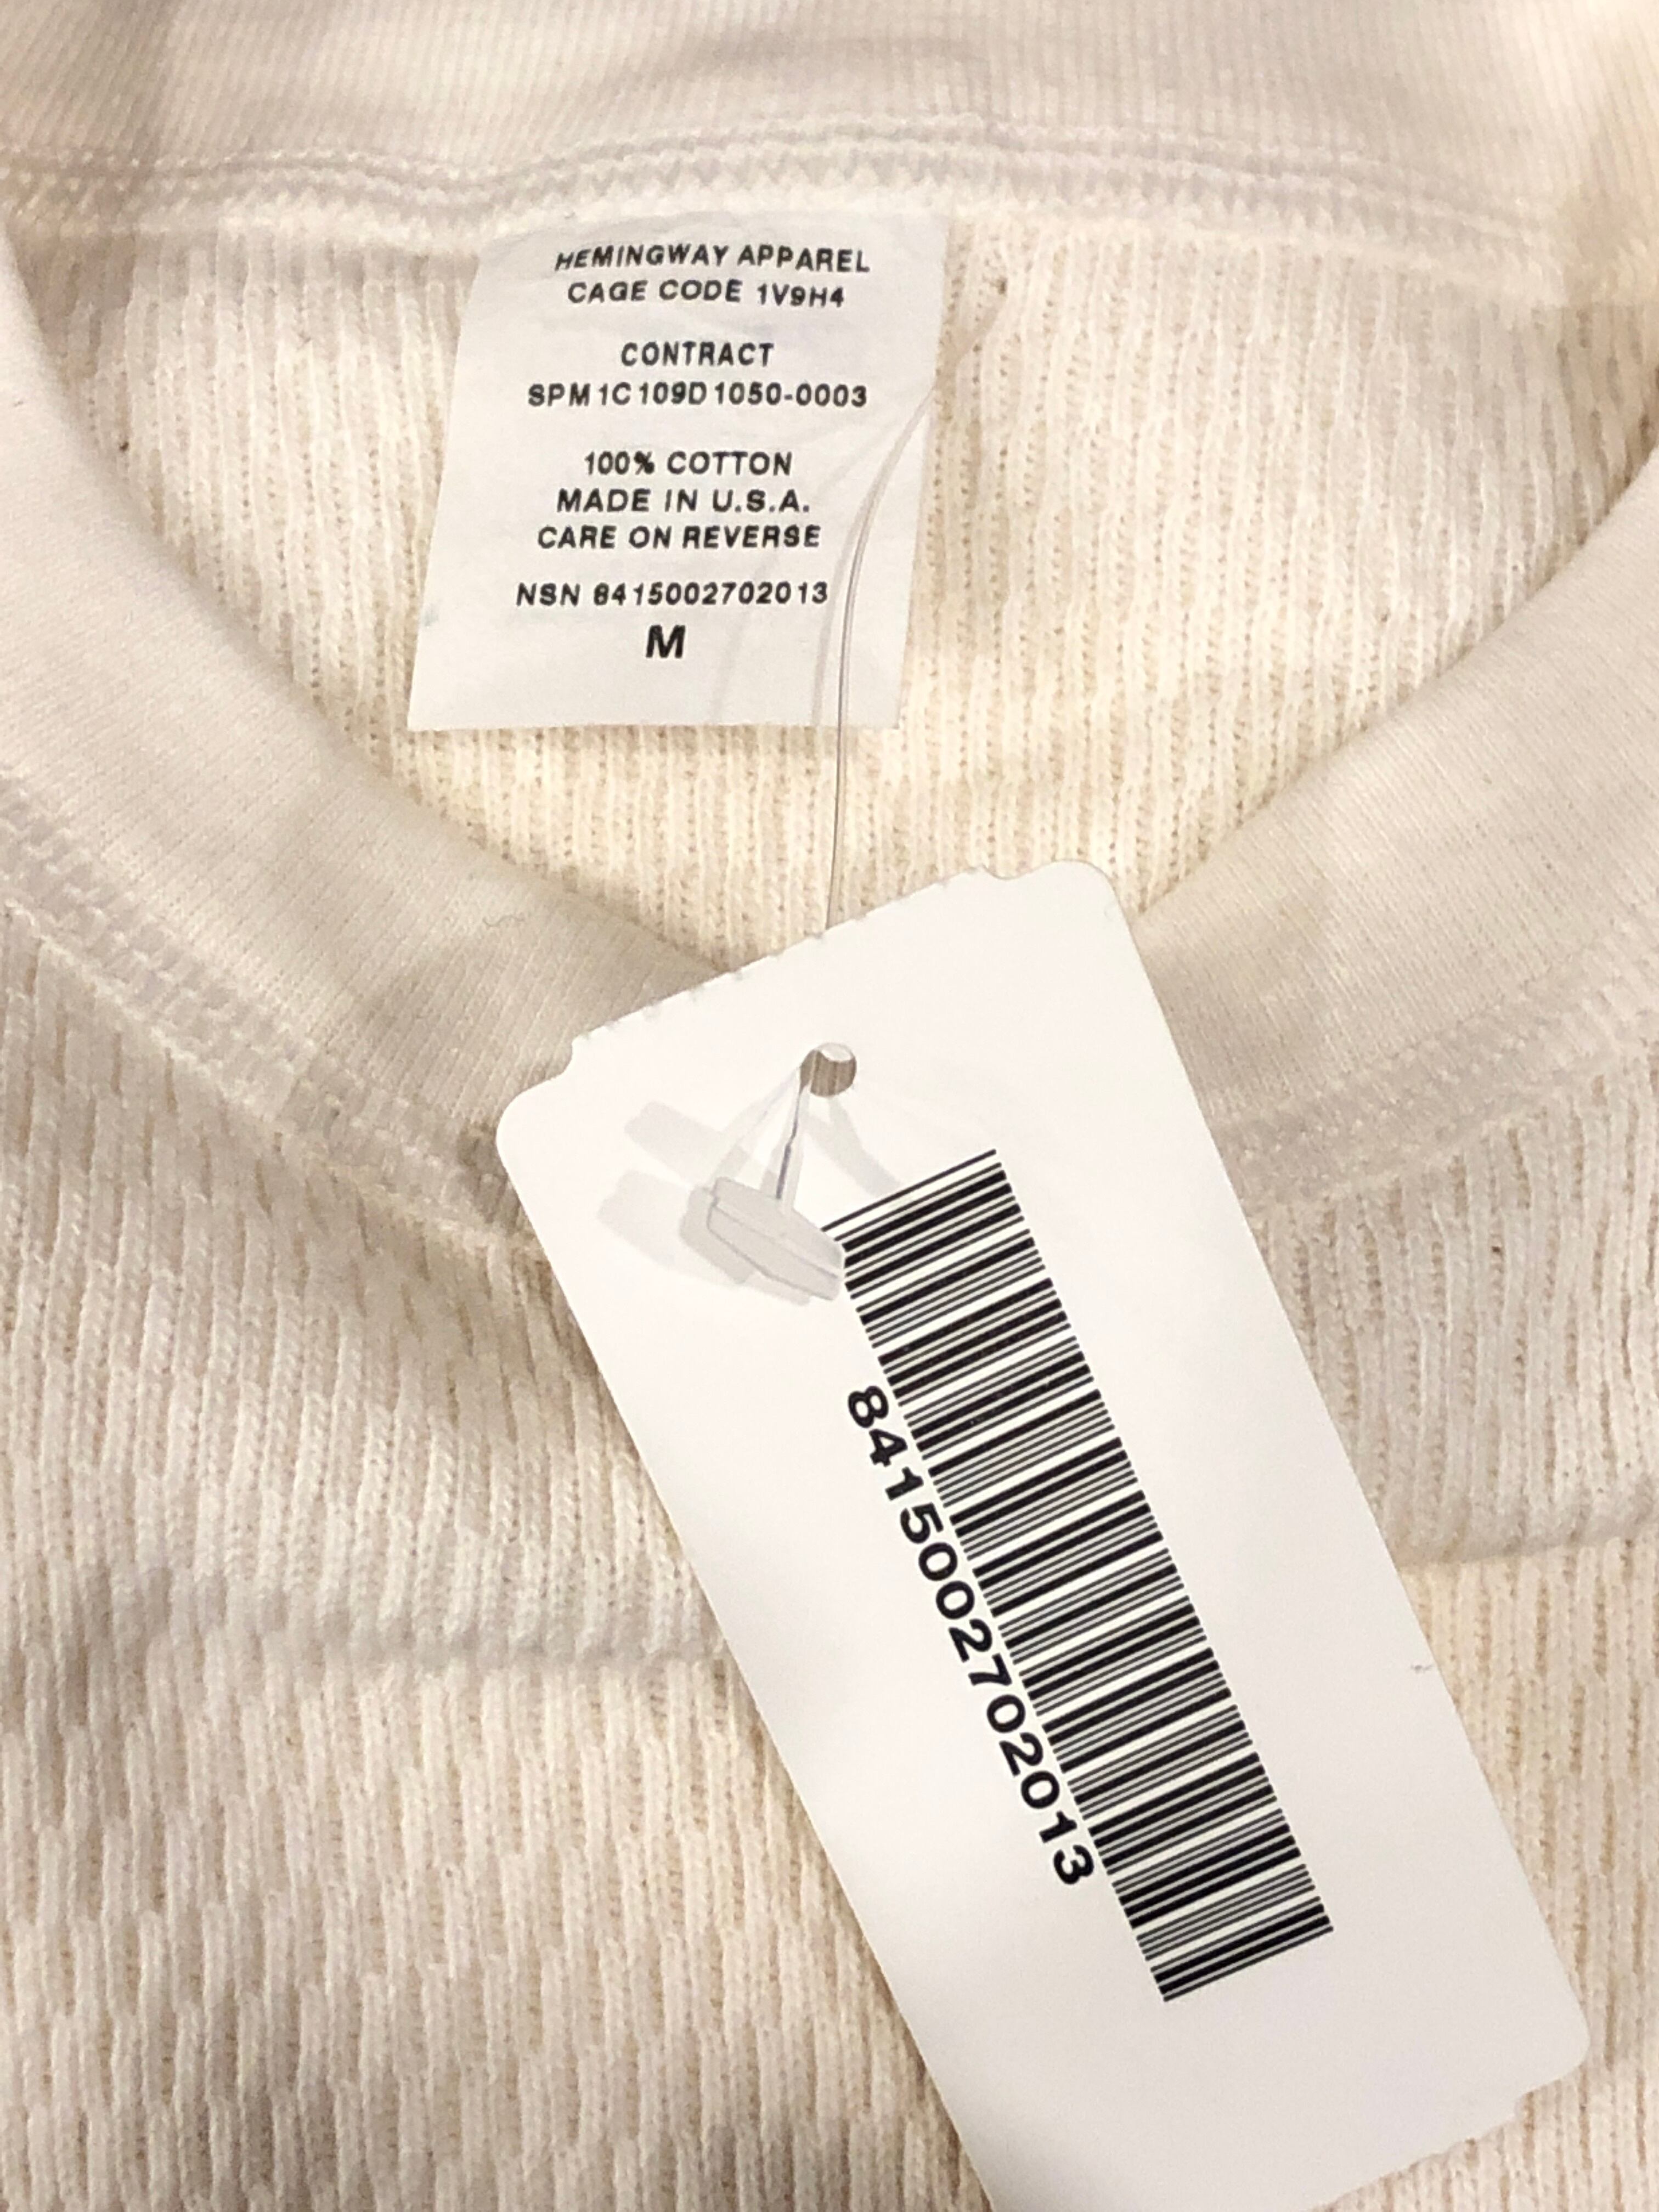 HEMINGWAY APPAREL
CAGE CODE 1V9H4
CONTRACT
SPM1C109D1050-0003
100% COTTON
MADE IN U.S.A.
CARE ON REVERSE
NSN 8415002702013
M
8415002702013